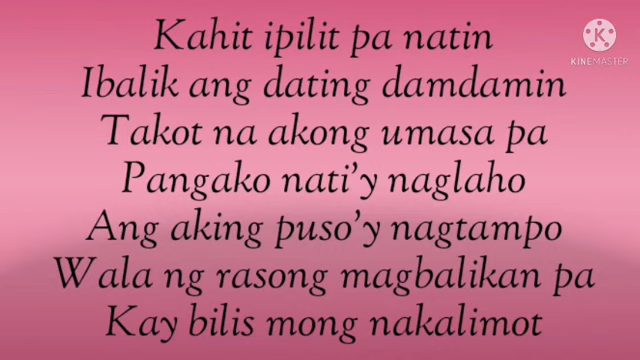 Kahit ipilit pa natin
Ibalik ang dating damdamin
Takot na akong umasa pa
Pangako nati'y naglaho
Ang aking puso'y nagtampo
Wala ng rasong magbalikan pa
Kay bilis mong nakalimot
K
KINEMASTER